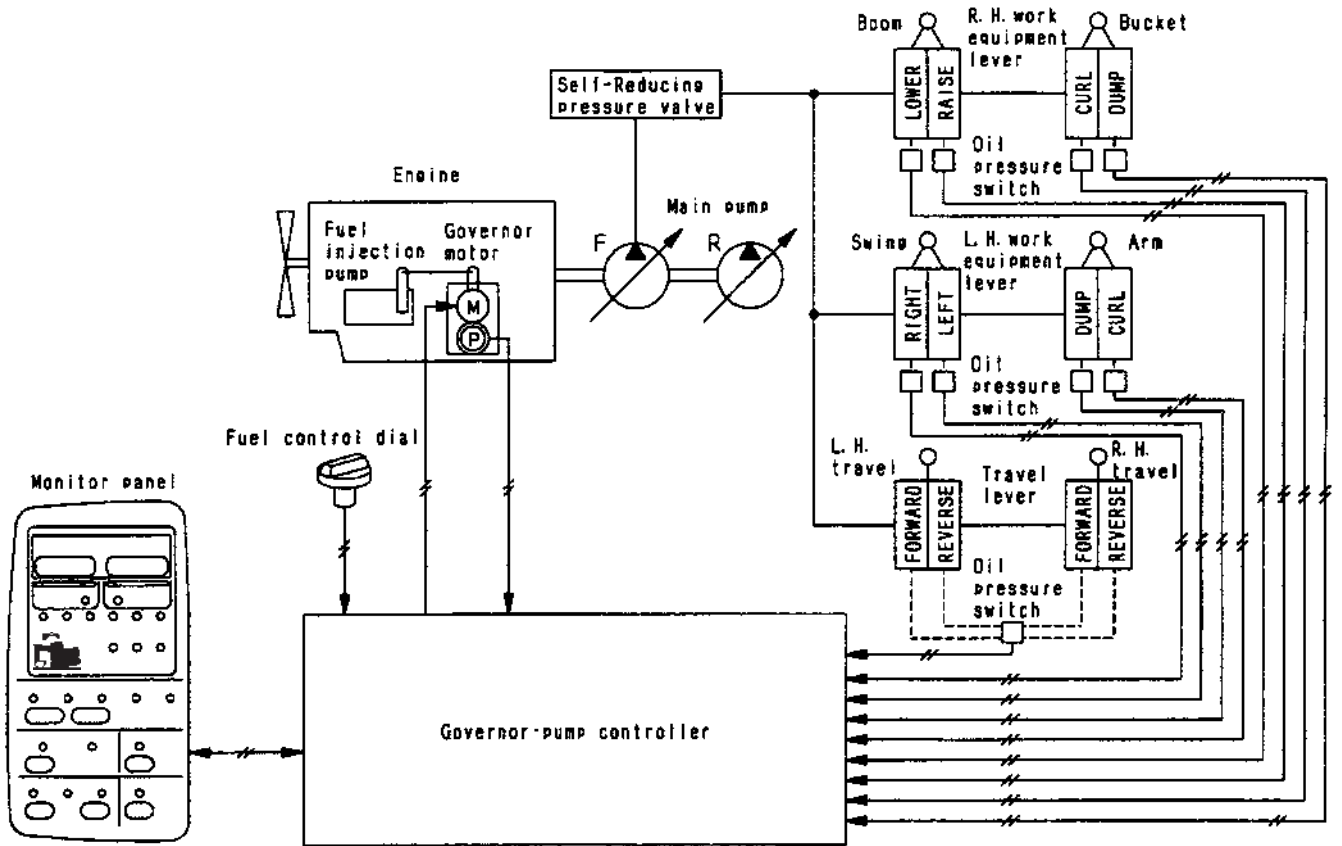 Boom
R. H. work
equipment
lever
Bucket
Self-Reducing
pressure valve
LOWER
RAISE
CURL
DUMP
Oil
pressure
switch
Engine
Main pump
Fuel
injection
pump
Governor
motor
F
R
M
P
Swing
L. H. work
equipment
lever
Arm
RIGHT
LEFT
DUMP
CURL
Oil
pressure
switch
Fuel control dial
L. H.
travel
Travel
lever
R. H.
travel
Monitor panel
FORWARD
REVERSE
FORWARD
REVERSE
Oil
pressure
switch
Governor-pump controller